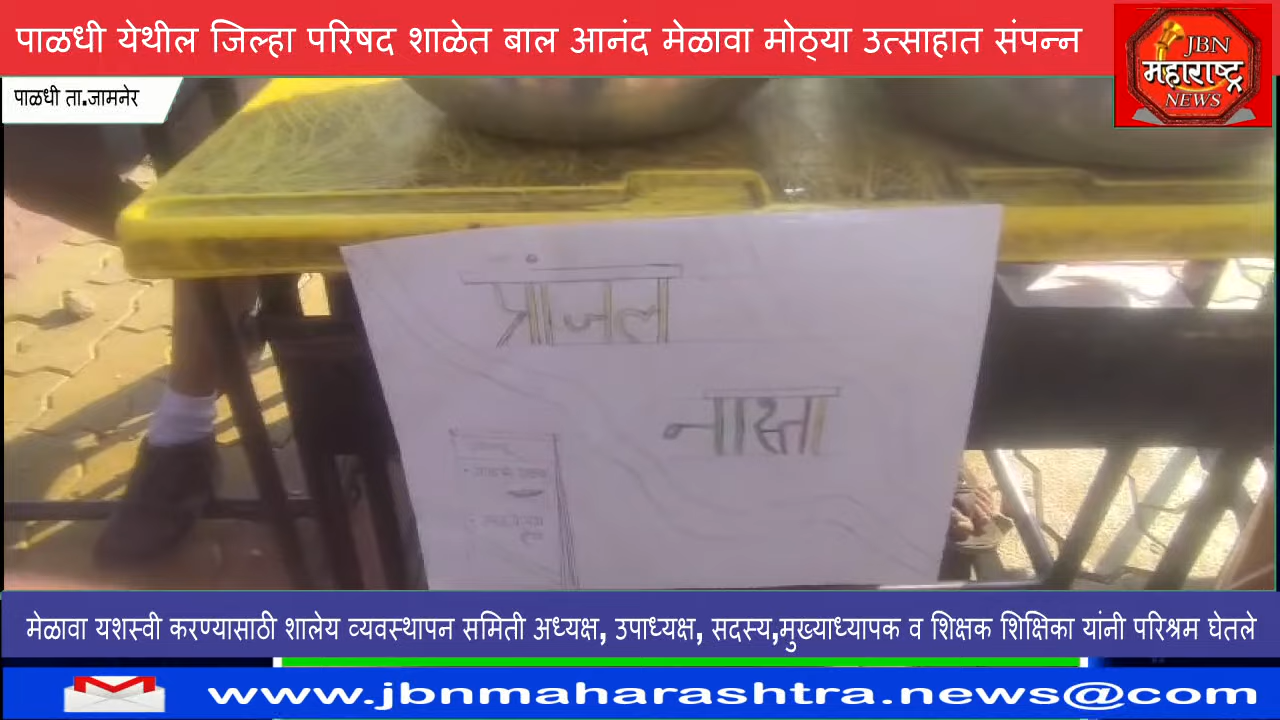 पाळधी येथील जिल्हा परिषद शाळेत बाल आनंद मेळावा मोठ्या उत्साहात संपन्न
JBN
महाराष्ट्र
NEWS
पाळधी ता.जामनेर
प्रांजल
नास्ता
मेळावा यशस्वी करण्यासाठी शालेय व्यवस्थापन समिती अध्यक्ष, उपाध्यक्ष, सदस्य,मुख्याध्यापक व शिक्षक शिक्षिका यांनी परिश्रम घेतले
www.jbnmaharashtra.news@com